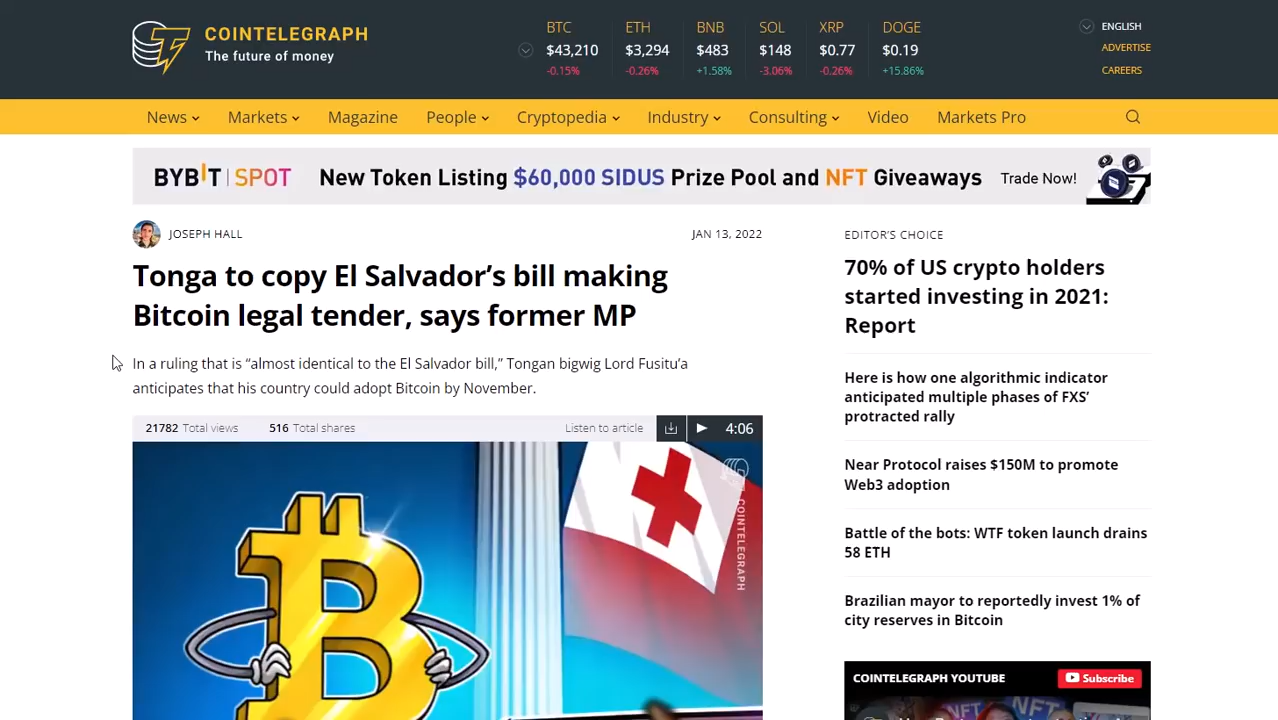 COINTELEGRAPH
The future of money
BTC
$43,210
-0.15%
ETH
$3,294
-0.26%
BNB
$483
+1.58%
SOL
$148
-3.06%
XRP
$0.77
-0.26%
DOGE
$0.19
+15.86%
ENGLISH
ADVERTISE
CAREERS
News Markets Magazine People Cryptopedia Industry Consulting Video Markets Pro
BYBIT | SPOT New Token Listing $60,000 SIDUS Prize Pool and NFT Giveaways Trade Now!
JOSEPH HALL
JAN 13, 2022
Tonga to copy El Salvador’s bill making
Bitcoin legal tender, says former MP
In a ruling that is “almost identical to the El Salvador bill,” Tongan bigwig Lord Fusitu’a
anticipates that his country could adopt Bitcoin by November.
21782 Total views 516 Total shares Listen to article 4:06
COINTELEGRAPH
EDITOR’S CHOICE
70% of US crypto holders
started investing in 2021:
Report
Here is how one algorithmic indicator
anticipated multiple phases of FXS’
protracted rally
Near Protocol raises $150M to promote
Web3 adoption
Battle of the bots: WTF token launch drains
58 ETH
Brazilian mayor to reportedly invest 1% of
city reserves in Bitcoin
COINTELEGRAPH YOUTUBE
Subscribe